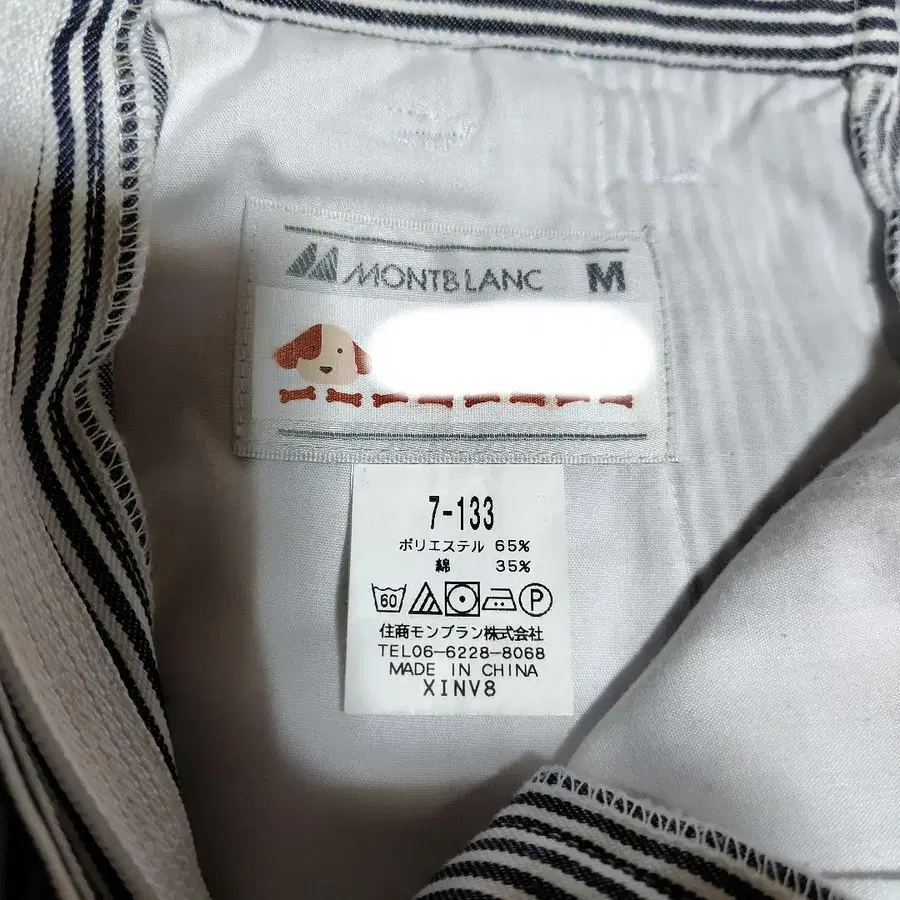 MONTBLANC M
7-133
ポリエステル 65%
綿 35%
60 P
住商モンブラン株式会社
TEL06-6228-8068
MADE IN CHINA
XINV8